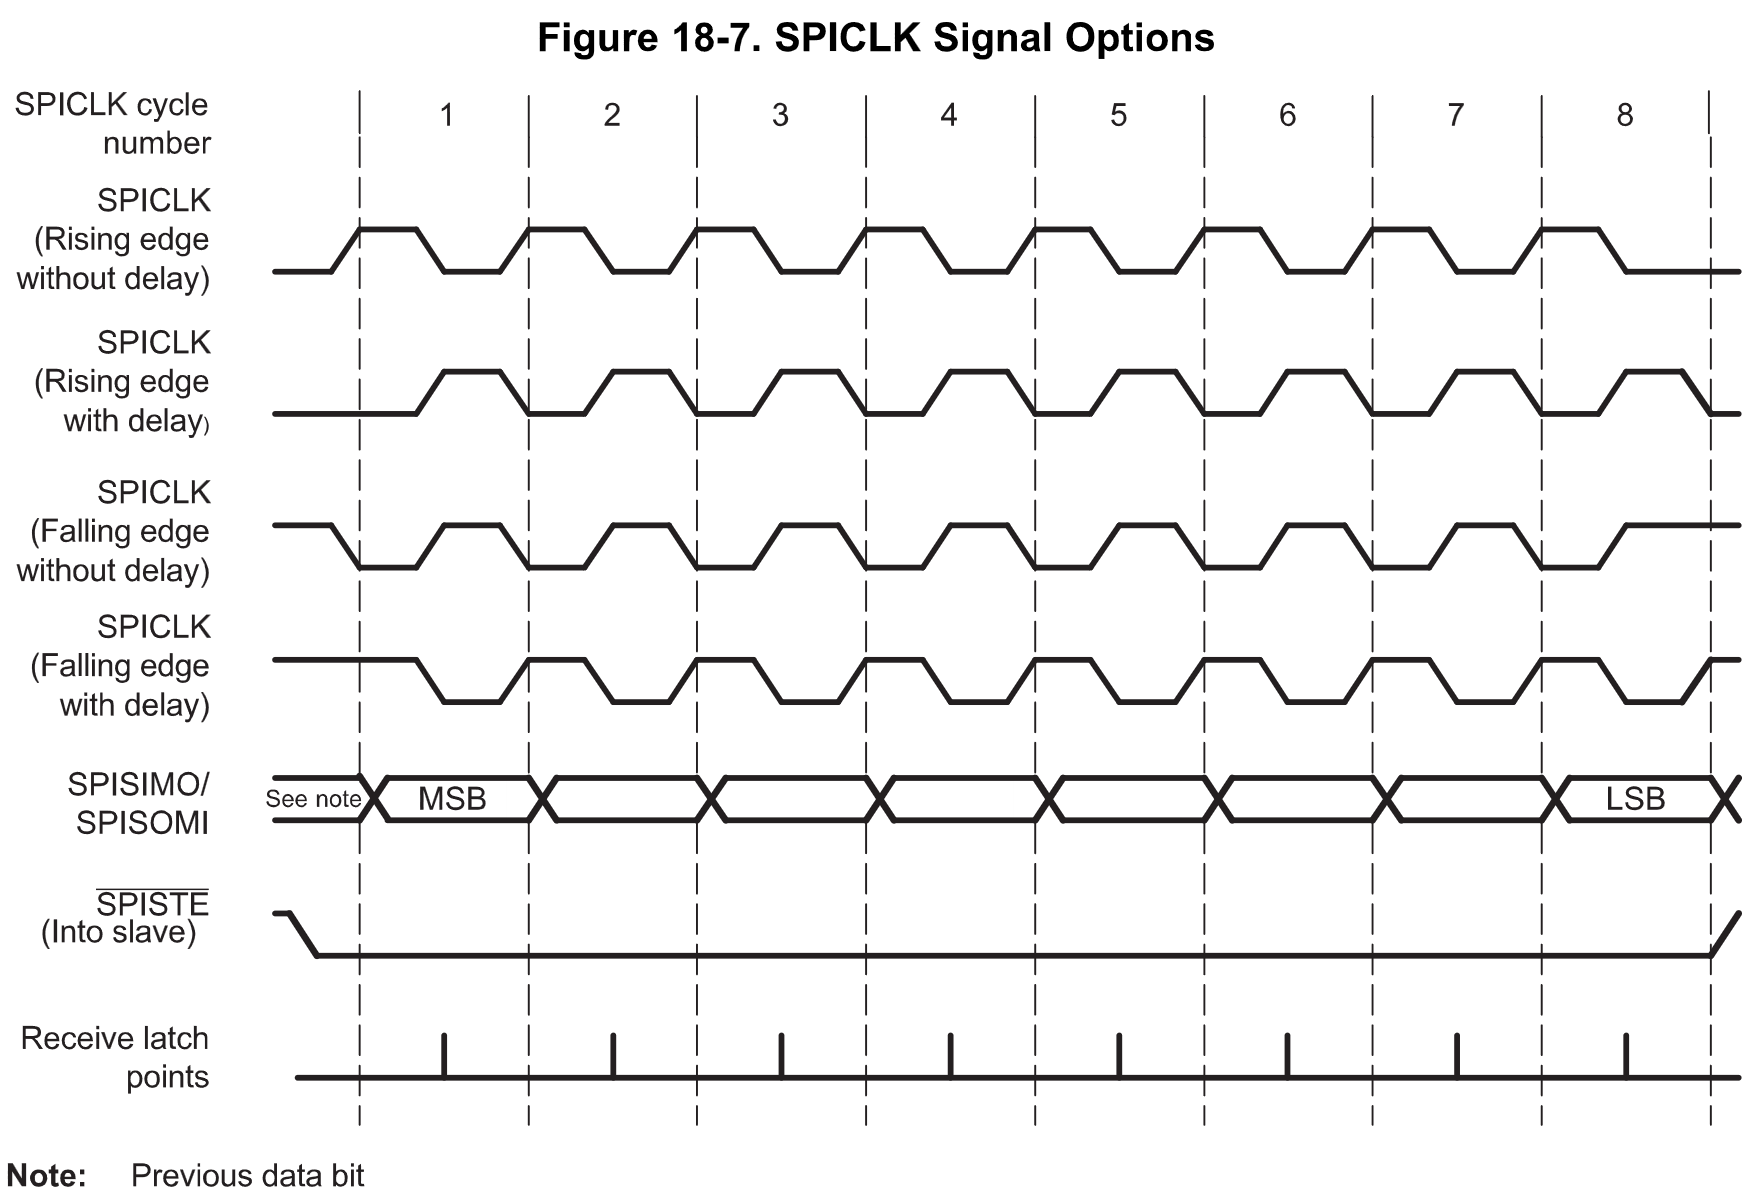 Figure 18-7. SPICLK Signal Options
SPICLK cycle
number
1 2 3 4 5 6 7 8
SPICLK
(Rising edge
without delay)
SPICLK
(Rising edge
with delay)
SPICLK
(Falling edge
without delay)
SPICLK
(Falling edge
with delay)
SPISIMO/
SPISOMI
See note MSB LSB
SPISTE
(Into slave)
Receive latch
points
Note: Previous data bit